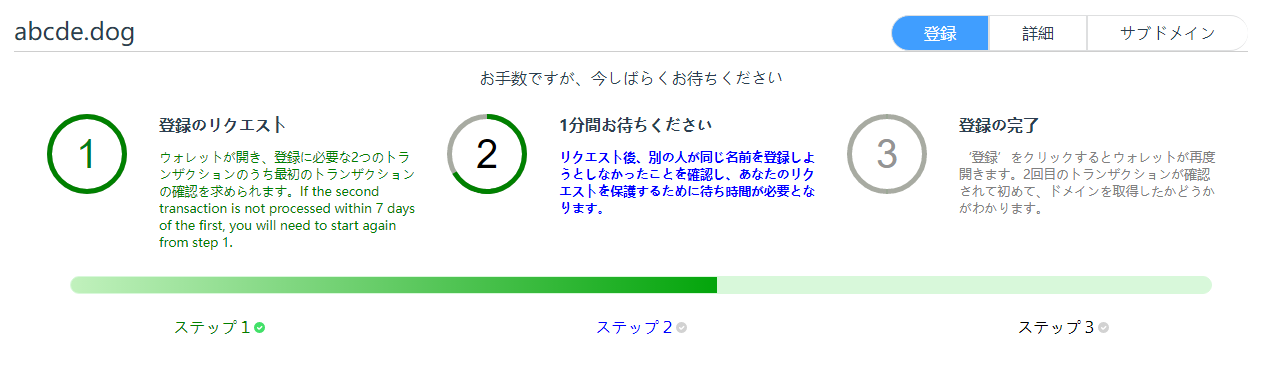 abcde.dog
登録
詳細
サブドメイン
お手数ですが、今しばらくお待ちください
1
登録のリクエスト
ウォレットが開き、登録に必要な2つのトラ
ンザクションのうち最初のトランザクション
の確認を求められます。If the second
transaction is not processed within 7 days
of the first, you will need to start again
from step 1.
2
1分間お待ちください
リクエスト後、別の人が同じ名前を登録しよ
うとしなかったことを確認し、あなたのリク
エストを保護するために待ち時間が必要とな
ります。
3
登録の完了
‘登録’をクリックするとウォレットが再度
開きます。2回目のトランザクションが確認
されて初めて、ドメインを取得したかどうか
がわかります。
ステップ 1
ステップ 2
ステップ 3